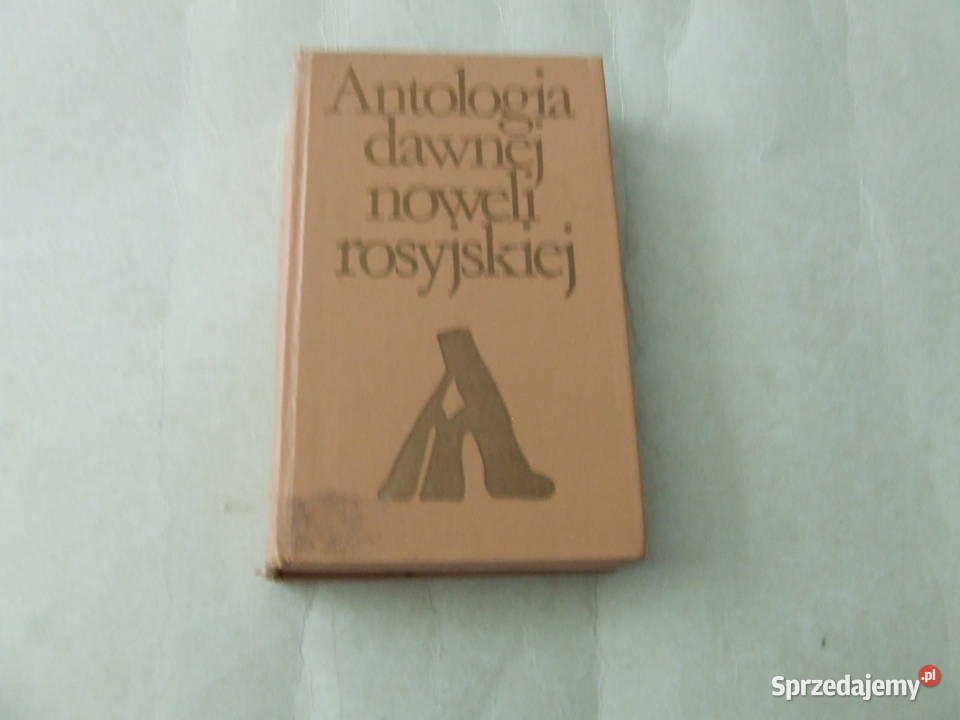 Antologia
dawnej
noweli
rosyjskiej
Sprzedajemy.pl